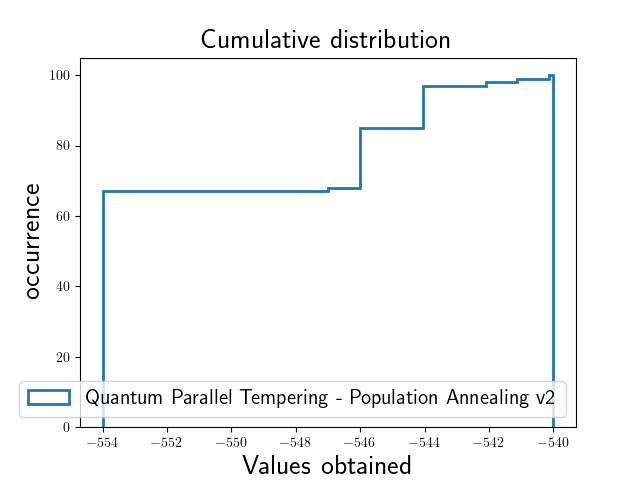 Cumulative distribution
occurrence
100
80
60
40
20
0
Quantum Parallel Tempering - Population Annealing v2
−554 −552 −550 −548 −546 −544 −542 −540
Values obtained